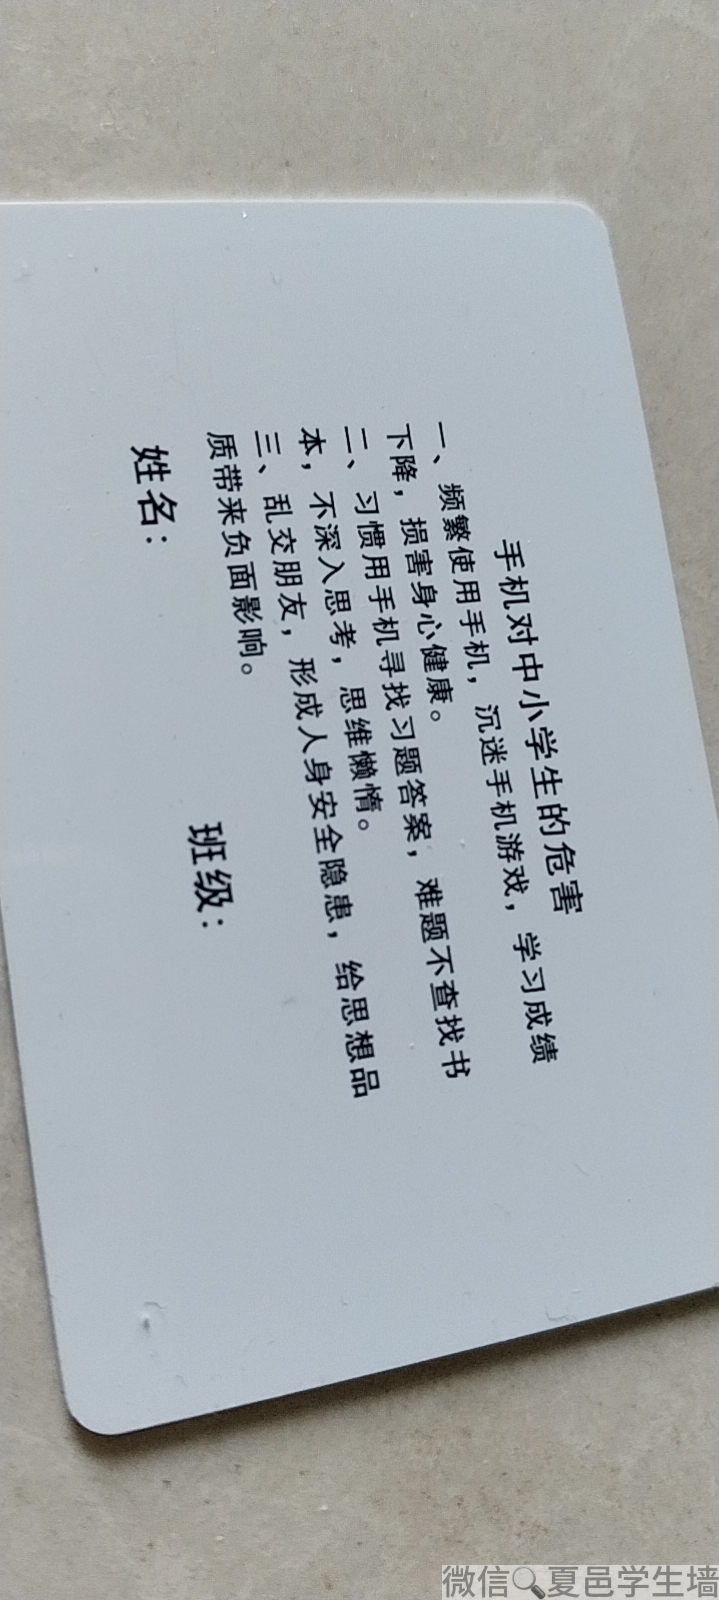 手机对中小学生的危害
一、频繁使用手机，沉迷手机游戏，学习成绩
下降，损害身心健康。
二、习惯用手机寻找习题答案，难题不查找书
本，不深入思考，思维懒惰。
三、乱交朋友，形成人身安全隐患，给思想品
质带来负面影响。
姓名： 班级：
微信 夏邑学生墙